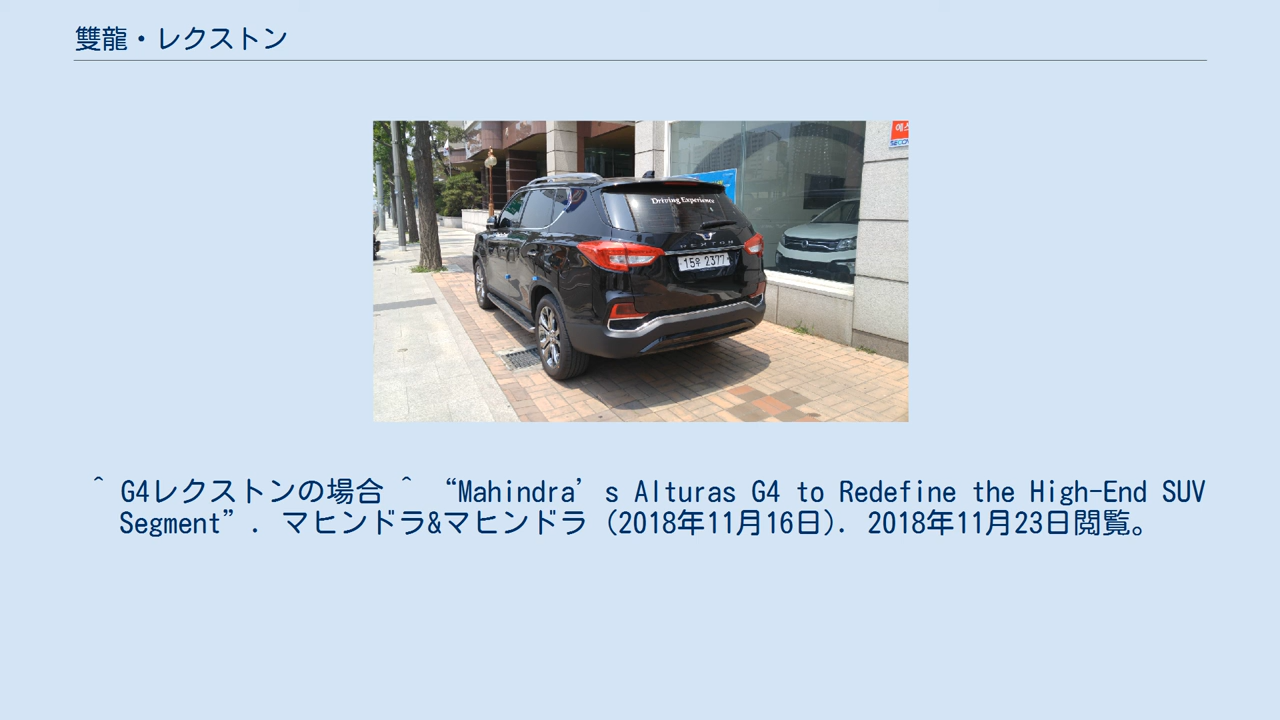 雙龍・レクストン
Driving Experience
REXTON
^ G4レクストンの場合 ^ “Mahindra’s Alturas G4 to Redefine the High-End SUV
Segment”. マヒンドラ&マヒンドラ (2018年11月16日). 2018年11月23日閲覧。